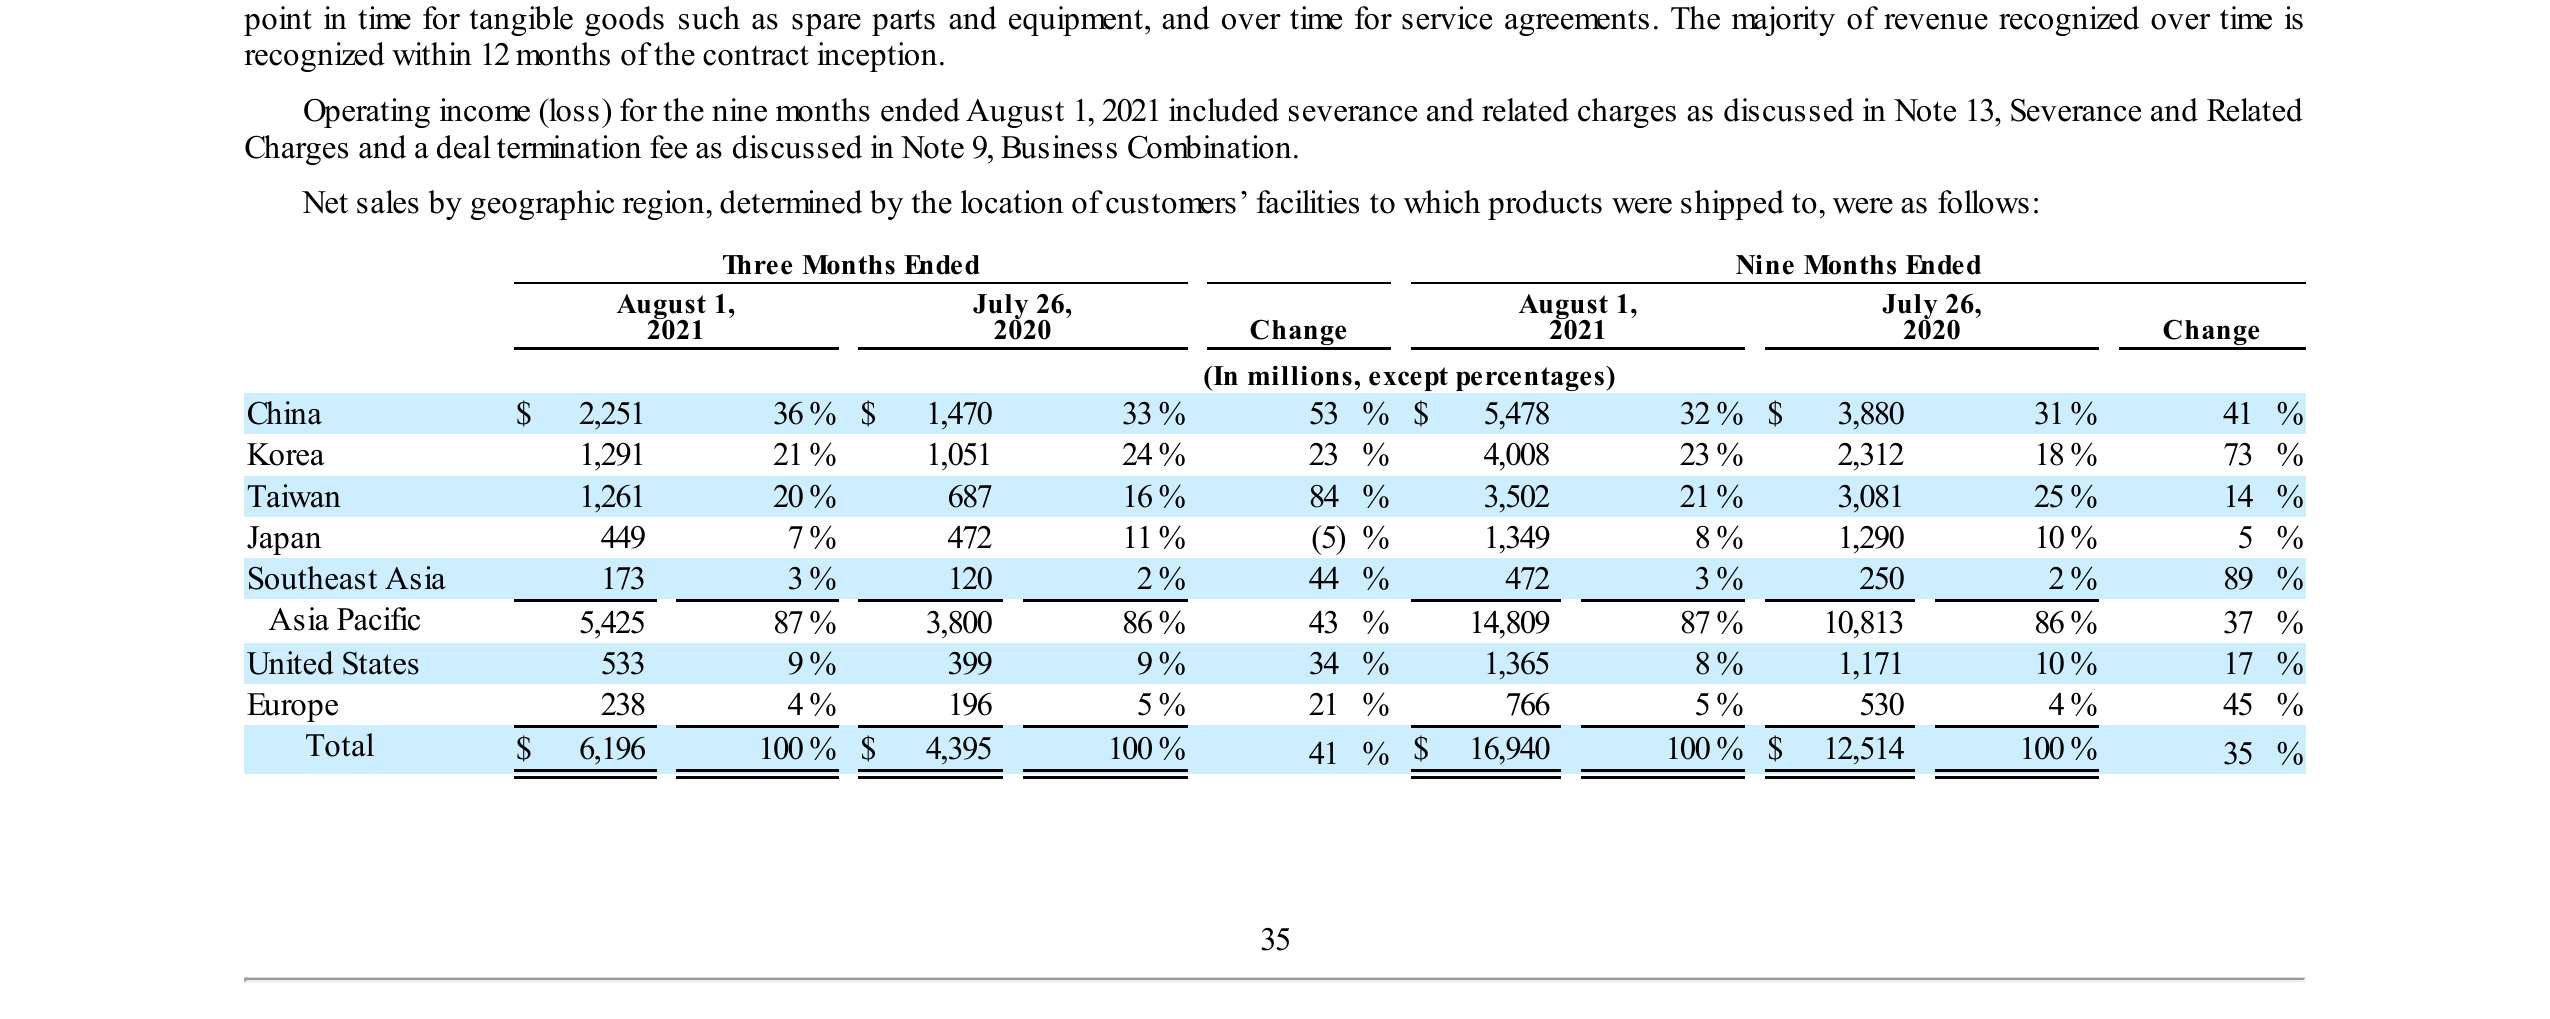 point in time for tangible goods such as spare parts and equipment, and over time for service agreements. The majority of revenue recognized over time is
recognized within 12 months of the contract inception.
Operating income (loss) for the nine months ended August 1, 2021 included severance and related charges as discussed in Note 13, Severance and Related
Charges and a deal termination fee as discussed in Note 9, Business Combination.
Net sales by geographic region, determined by the location of customers’ facilities to which products were shipped to, were as follows:
Three Months Ended Nine Months Ended
August 1, July 26, August 1, July 26,
2021 2020 Change 2021 2020 Change
(In millions, except percentages)
China $ 2,251 36 % $ 1,470 33 % 53 % $ 5,478 32 % $ 3,880 31 % 41 %
Korea 1,291 21 % 1,051 24 % 23 % 4,008 23 % 2,312 18 % 73 %
Taiwan 1,261 20 % 687 16 % 84 % 3,502 21 % 3,081 25 % 14 %
Japan 449 7 % 472 11 % (5) % 1,349 8 % 1,290 10 % 5 %
Southeast Asia 173 3 % 120 2 % 44 % 472 3 % 250 2 % 89 %
Asia Pacific 5,425 87 % 3,800 86 % 43 % 14,809 87 % 10,813 86 % 37 %
United States 533 9 % 399 9 % 34 % 1,365 8 % 1,171 10 % 17 %
Europe 238 4 % 196 5 % 21 % 766 5 % 530 4 % 45 %
Total $ 6,196 100 % $ 4,395 100 % 41 % $ 16,940 100 % $ 12,514 100 % 35 %
35